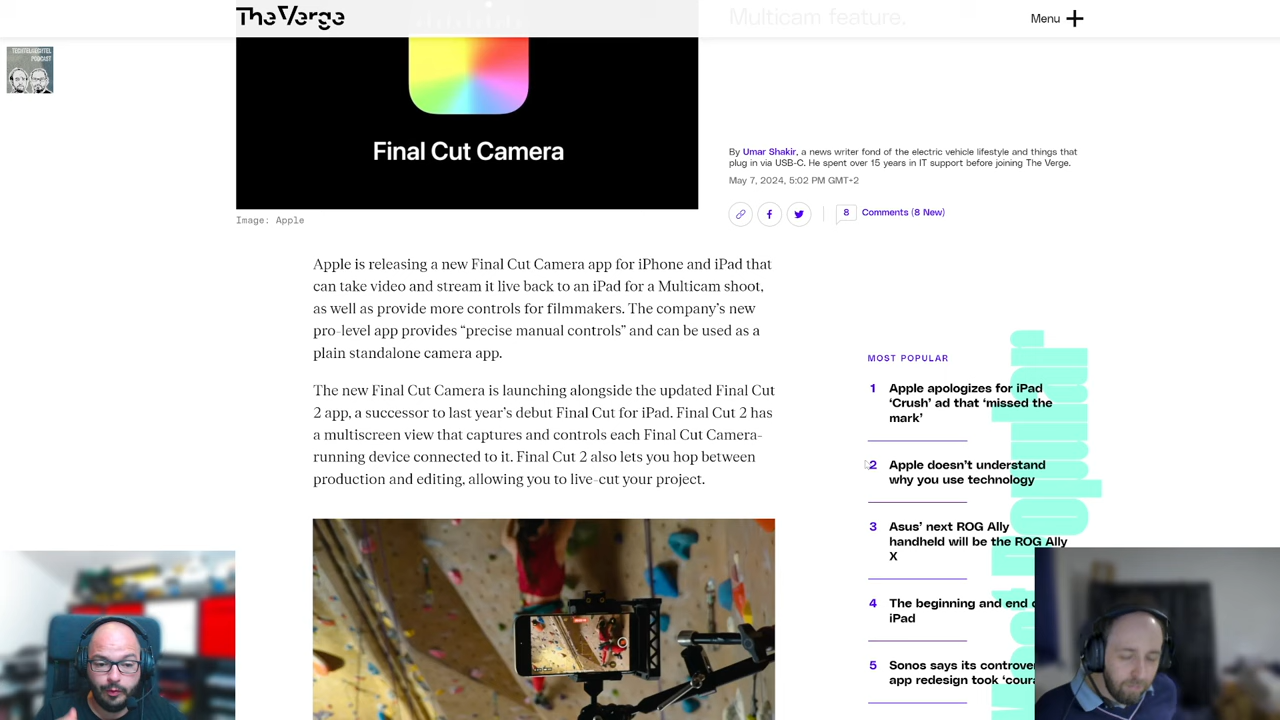 The Verge
Multicam feature.
Menu
TECHTELMECHTEL
PODCAST
Final Cut Camera
Image: Apple
By Umar Shakir, a news writer fond of the electric vehicle lifestyle and things that
plug in via USB-C. He spent over 15 years in IT support before joining The Verge.
May 7, 2024, 5:02 PM GMT+2
8 Comments (8 New)
Apple is releasing a new Final Cut Camera app for iPhone and iPad that
can take video and stream it live back to an iPad for a Multicam shoot,
as well as provide more controls for filmmakers. The company’s new
pro-level app provides “precise manual controls” and can be used as a
plain standalone camera app.
The new Final Cut Camera is launching alongside the updated Final Cut
2 app, a successor to last year’s debut Final Cut for iPad. Final Cut 2 has
a multiscreen view that captures and controls each Final Cut Camera-
running device connected to it. Final Cut 2 also lets you hop between
production and editing, allowing you to live-cut your project.
MOST POPULAR
1 Apple apologizes for iPad
‘Crush’ ad that ‘missed the
mark’
2 Apple doesn’t understand
why you use technology
3 Asus’ next ROG Ally
handheld will be the ROG Ally
X
4 The beginning and end
iPad
5 Sonos says its
app redesign took